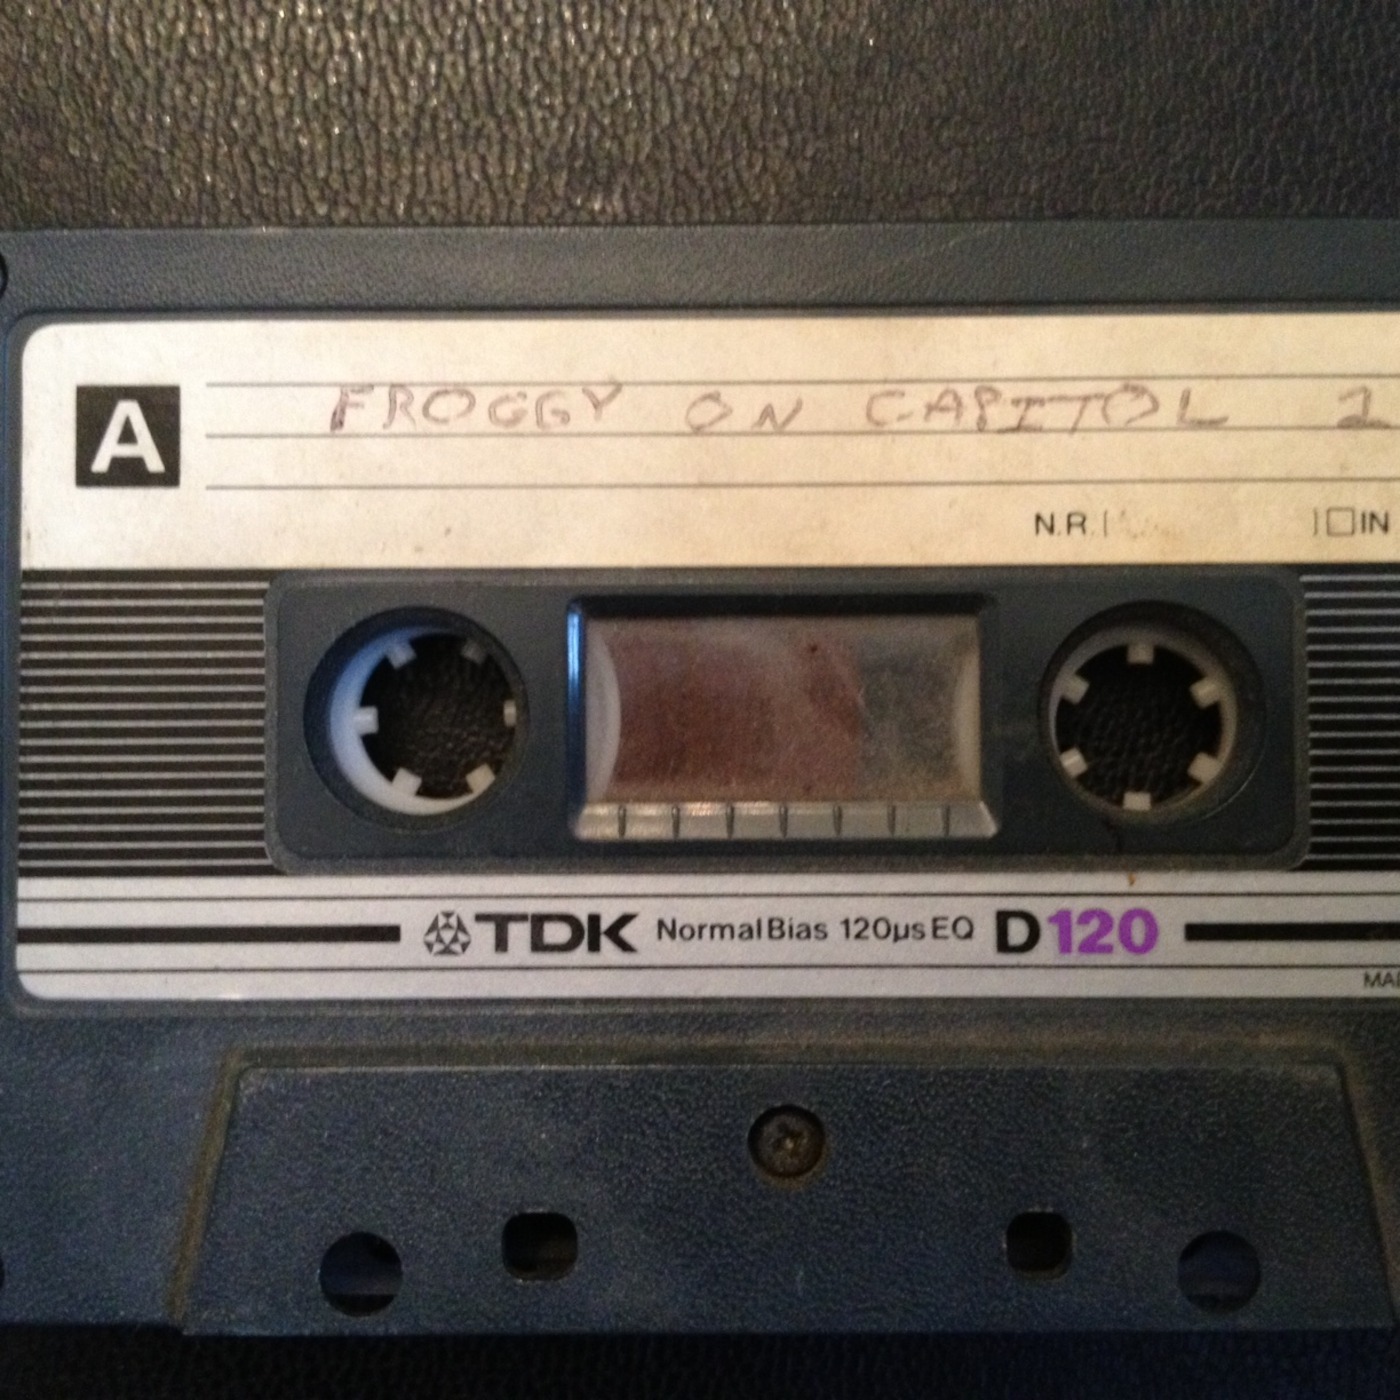 A FROGGY ON CAPITOL 1
N.R. IN
TDK Normal Bias 120µs EQ D120